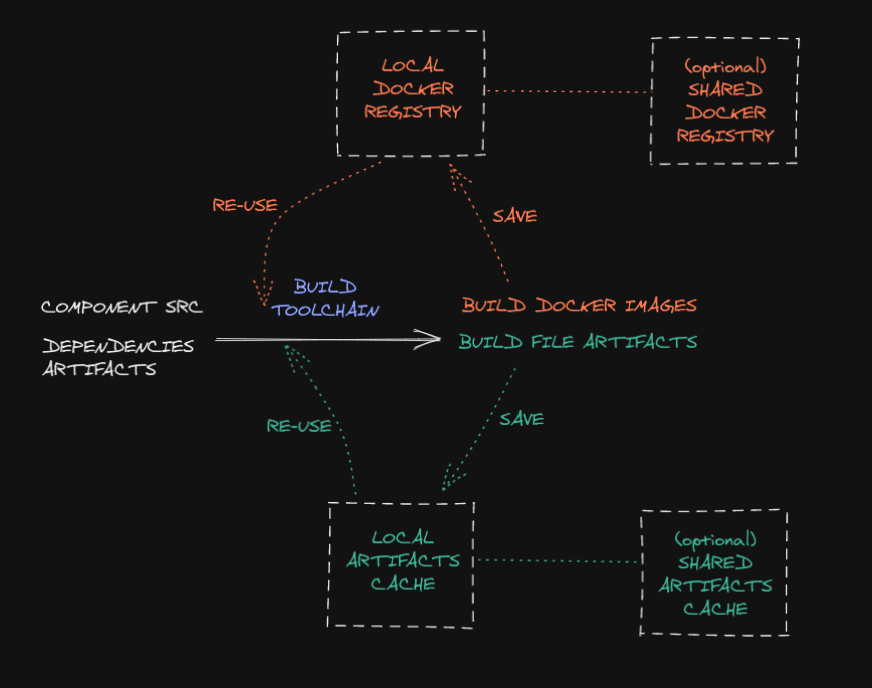 LOCAL
DOCKER
REGISTRY
(optional)
SHARED
DOCKER
REGISTRY
RE-USE
SAVE
COMPONENT SRC
DEPENDENCIES
ARTIFACTS
BUILD
TOOLCHAIN
BUILD DOCKER IMAGES
BUILD FILE ARTIFACTS
RE-USE
SAVE
LOCAL
ARTIFACTS
CACHE
(optional)
SHARED
ARTIFACTS
CACHE